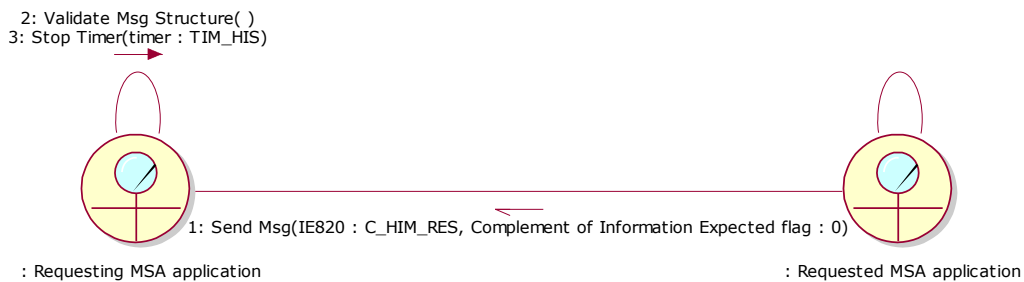 2: Validate Msg Structure( )
3: Stop Timer(timer : TIM_HIS)
1: Send Msg(IE820 : C_HIM_RES, Complement of Information Expected flag : 0)
: Requesting MSA application
: Requested MSA application